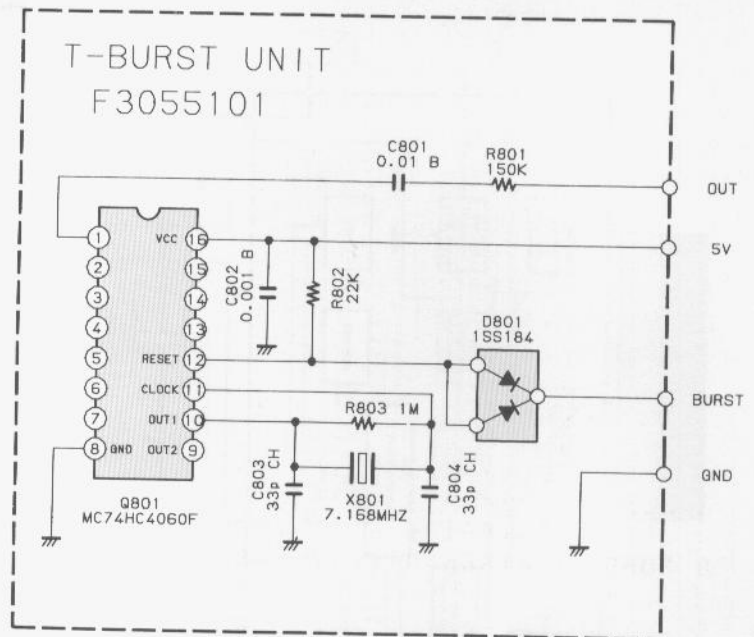 T-BURST UNIT
F3055101
C801
0.01 B
R801
150K
OUT
1
VCC 16
5V
2
15
3
14
4
13
C802
0.001 B
R802
22K
D801
1SS184
5
RESET 12
6
CLOCK 11
BURST
7
OUT1 10
R803 1M
8 GND
OUT2 9
C803
33p CH
X801
7.168MHZ
C804
33p CH
GND
Q801
MC74HC4060F